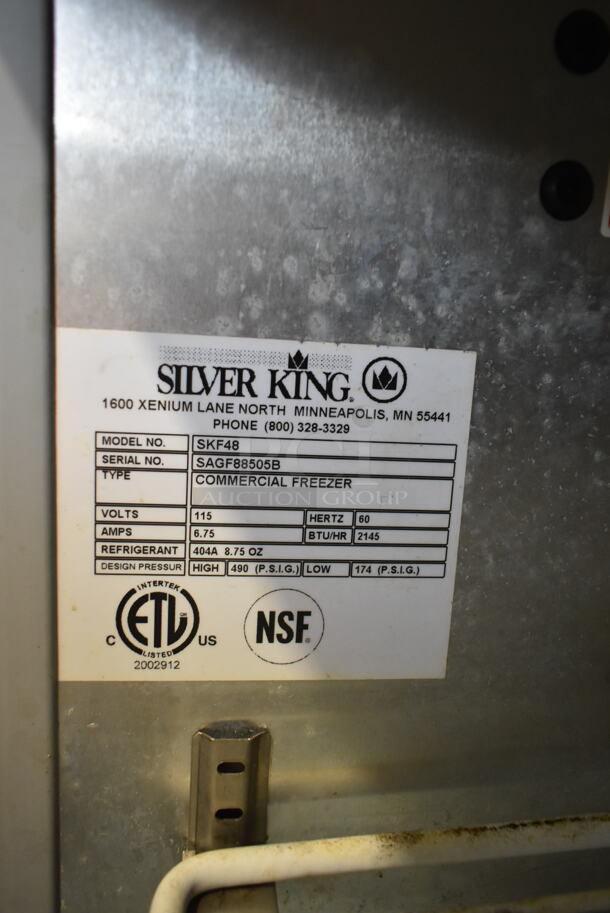 SILVER KING
1600 XENIUM LANE NORTH MINNEAPOLIS, MN 55441
PHONE (800) 328-3329
MODEL NO. SKF48
SERIAL NO. SAGF88505B
TYPE COMMERCIAL FREEZER
AUCTION GROUP
VOLTS 115 HERTZ 60
AMPS 6.75 BTU/HR 2145
REFRIGERANT 404A 8.75 OZ
DESIGN PRESSUR HIGH 490 (P.S.I.G.) LOW 174 (P.S.I.G.)
INTERTEK
C ETL US
LISTED
2002912
NSF®